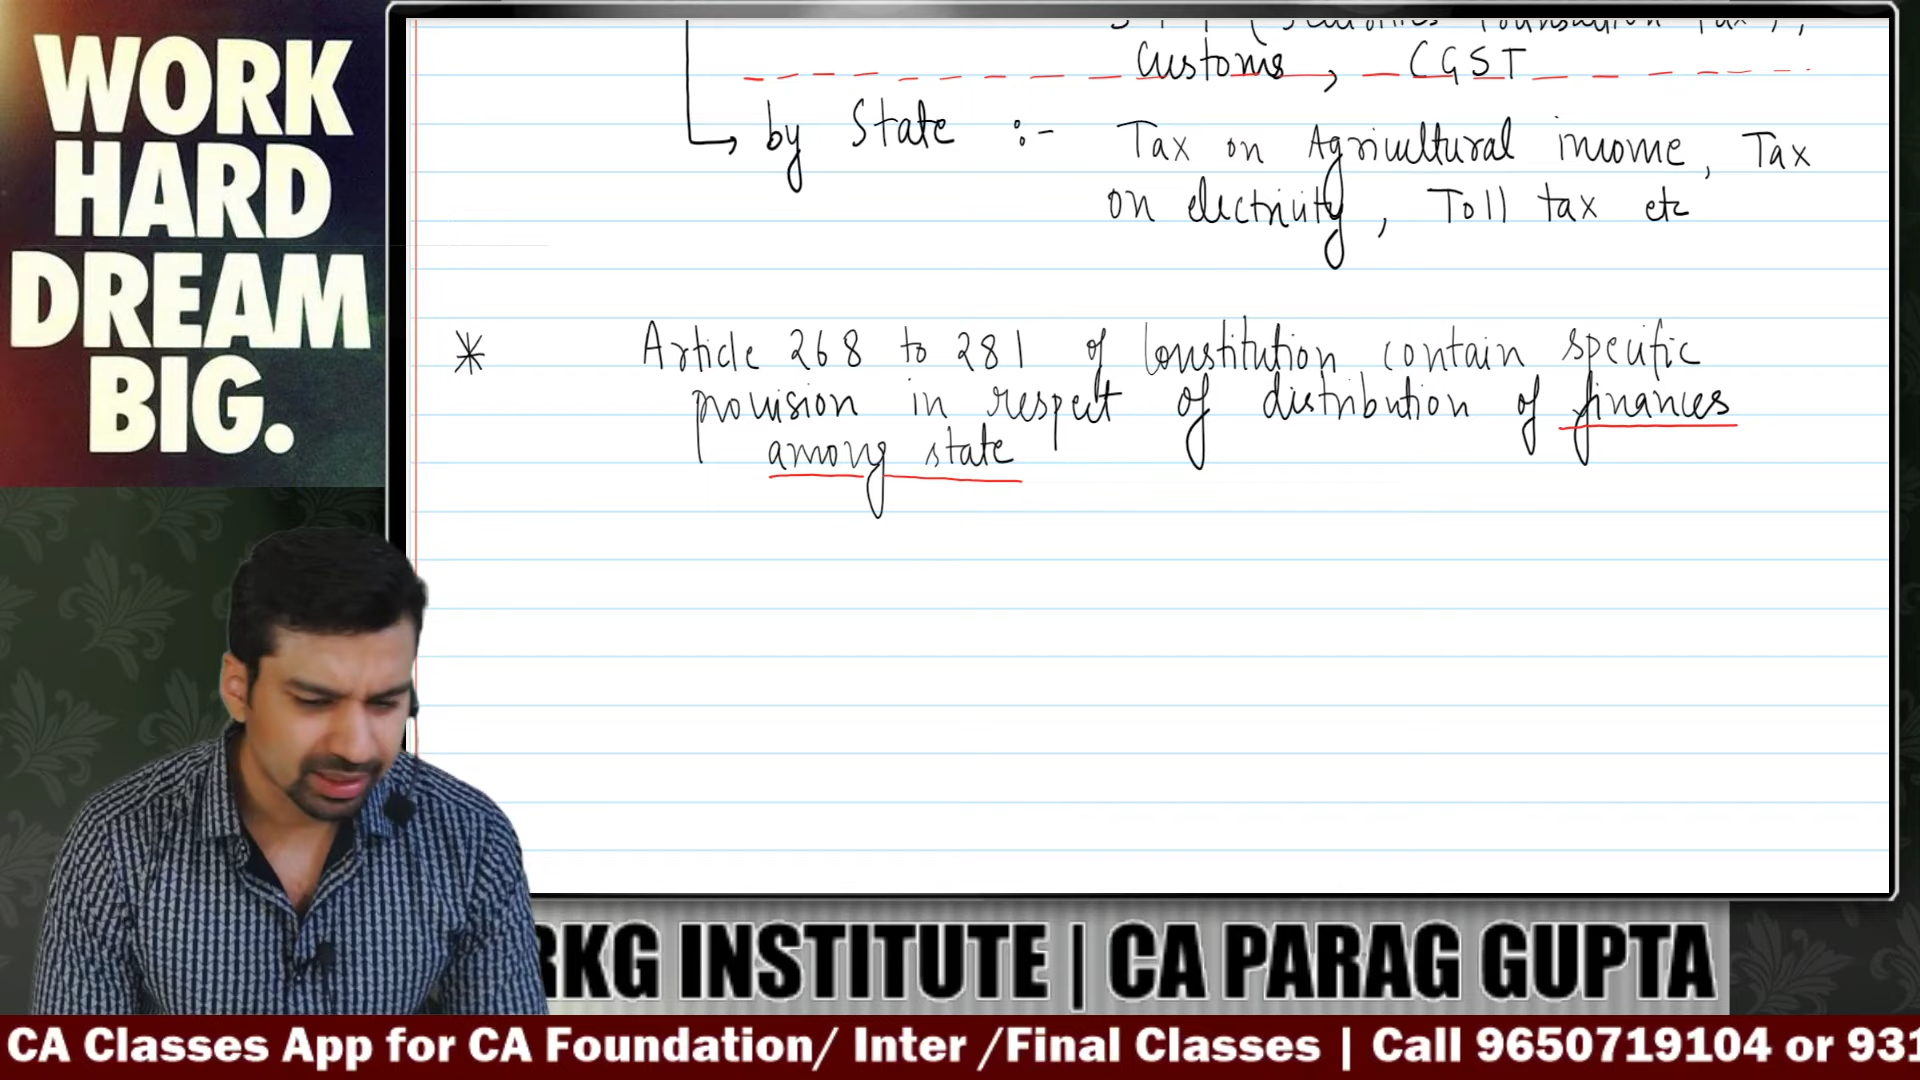 WORK
HARD
DREAM
BIG.
Customs, CGST
by State :- Tax on Agricultural income, Tax
on electricity, Toll tax etc
* Article 268 to 281 of Constitution contain specific
provision in respect of distribution of finances
among state
RKG INSTITUTE | CA PARAG GUPTA
CA Classes App for CA Foundation/ Inter /Final Classes | Call 9650719104 or 931